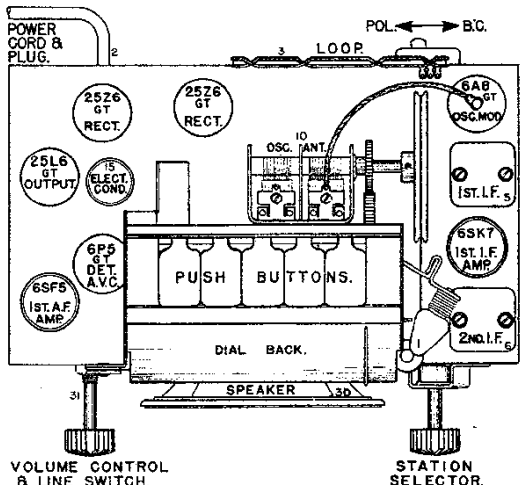 POWER
CORD &
PLUG.
2
3
LOOP.
POL.
B.C.
25Z6
GT
RECT.
25Z6
GT
RECT.
6A8
GT
OSC.MOD
25L6
GT
OUTPUT.
15
ELECT.
COND.
10
OSC.
ANT.
1ST. I.F. 5
6SK7
1ST. I.F.
AMP.
6P5
GT
DET.
A.V.C.
6SF5
1ST. A.F.
AMP.
PUSH BUTTONS.
1
2ND. I.F. 6
DIAL BACK.
SPEAKER
30
31
VOLUME CONTROL
& LINE SWITCH
STATION
SELECTOR.